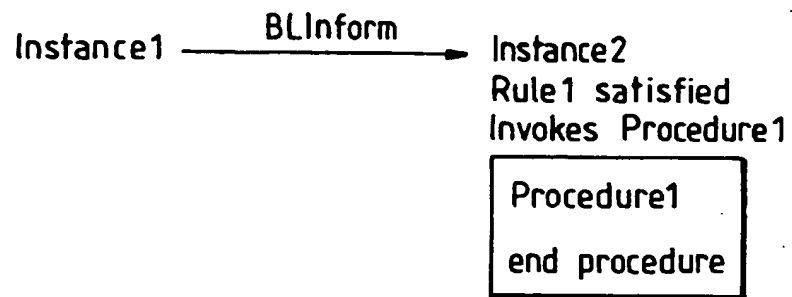 BLInform
Instance1
Instance2
Rule1 satisfied
Invokes Procedure1
Procedure1
end procedure